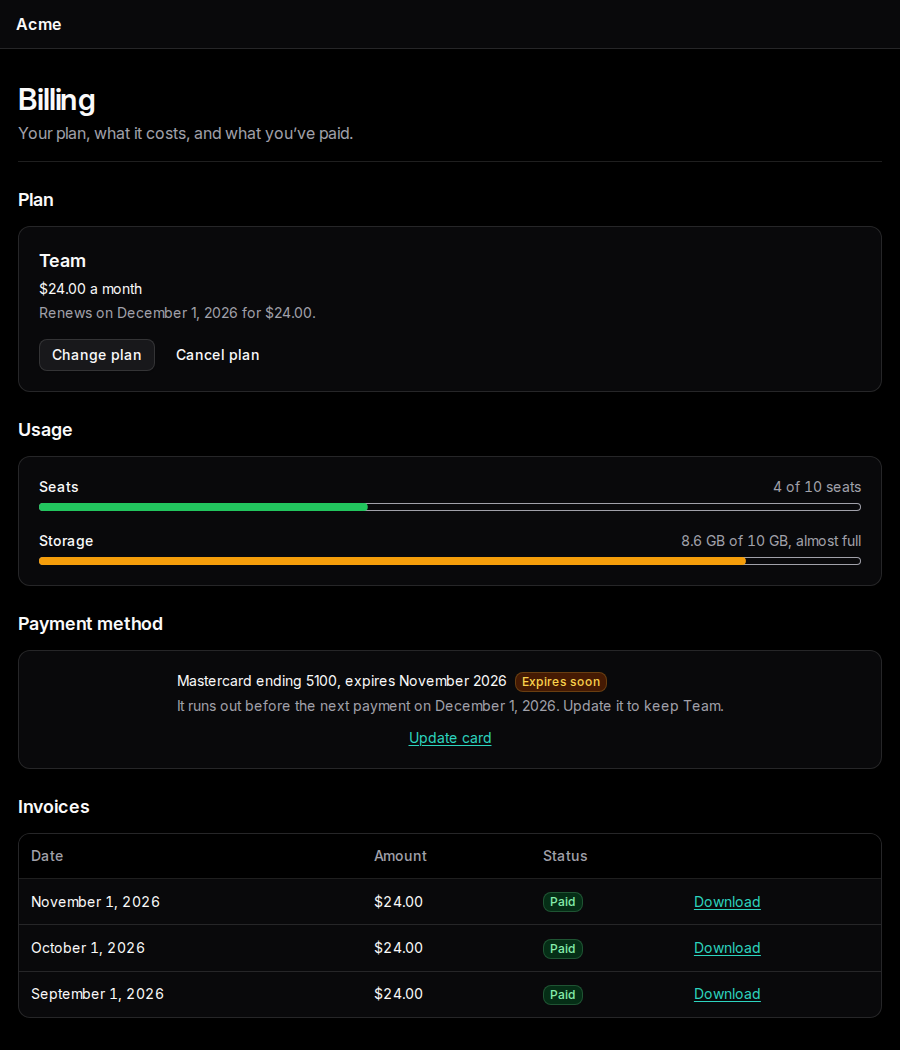 Acme
Billing
Your plan, what it costs, and what you’ve paid.
Plan
Team
$24.00 a month
Renews on December 1, 2026 for $24.00.
Change plan Cancel plan
Usage
Seats 4 of 10 seats
Storage 8.6 GB of 10 GB, almost full
Payment method
Mastercard ending 5100, expires November 2026 Expires soon
It runs out before the next payment on December 1, 2026. Update it to keep Team.
Update card
Invoices
Date Amount Status
November 1, 2026 $24.00 Paid Download
October 1, 2026 $24.00 Paid Download
September 1, 2026 $24.00 Paid Download